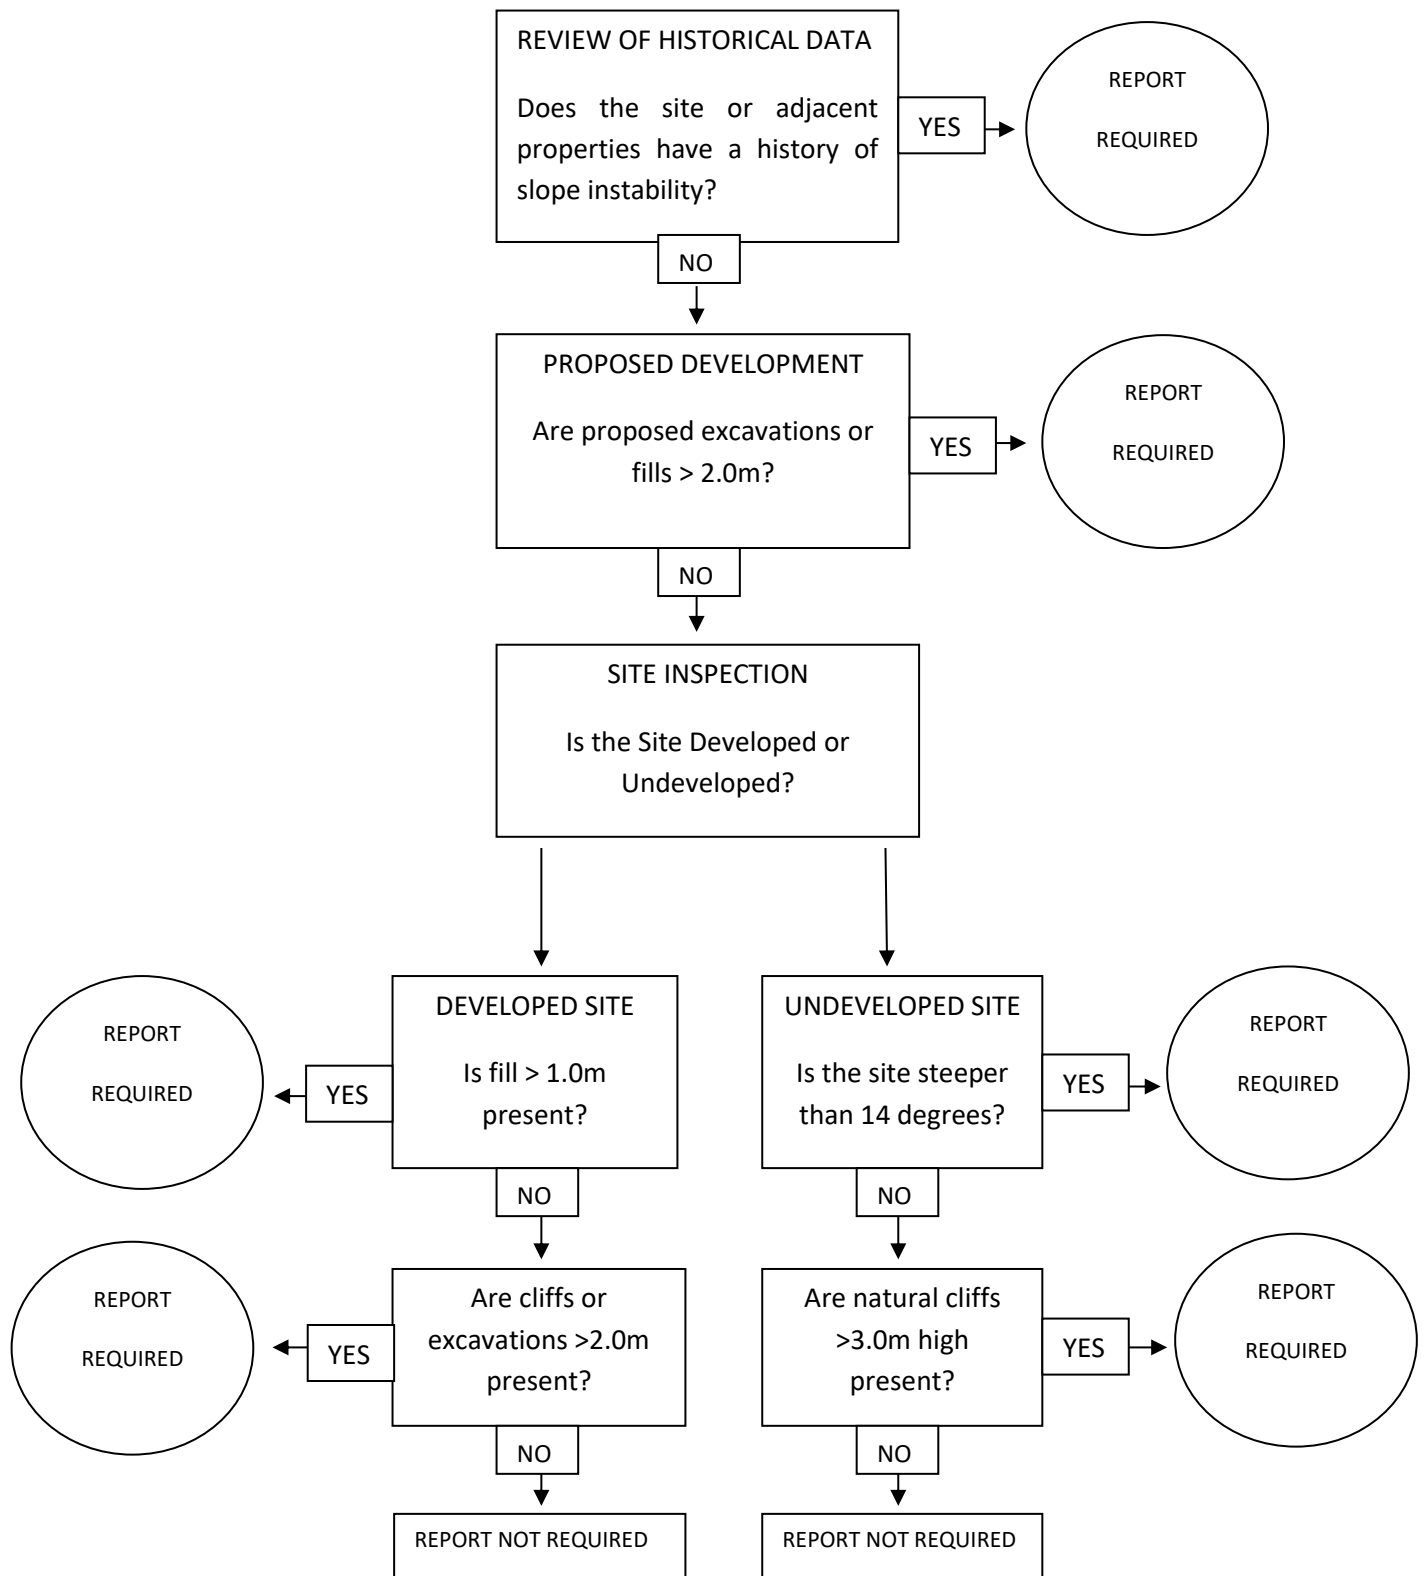 REVIEW OF HISTORICAL DATA
Does the site or adjacent
properties have a history of
slope instability?
YES
REPORT
REQUIRED
NO
PROPOSED DEVELOPMENT
Are proposed excavations or
fills > 2.0m?
YES
REPORT
REQUIRED
NO
SITE INSPECTION
Is the Site Developed or
Undeveloped?
DEVELOPED SITE
Is fill > 1.0m
present?
YES
REPORT
REQUIRED
NO
Are cliffs or
excavations >2.0m
present?
YES
REPORT
REQUIRED
NO
REPORT NOT REQUIRED
UNDEVELOPED SITE
Is the site steeper
than 14 degrees?
YES
REPORT
REQUIRED
NO
Are natural cliffs
>3.0m high
present?
YES
REPORT
REQUIRED
NO
REPORT NOT REQUIRED